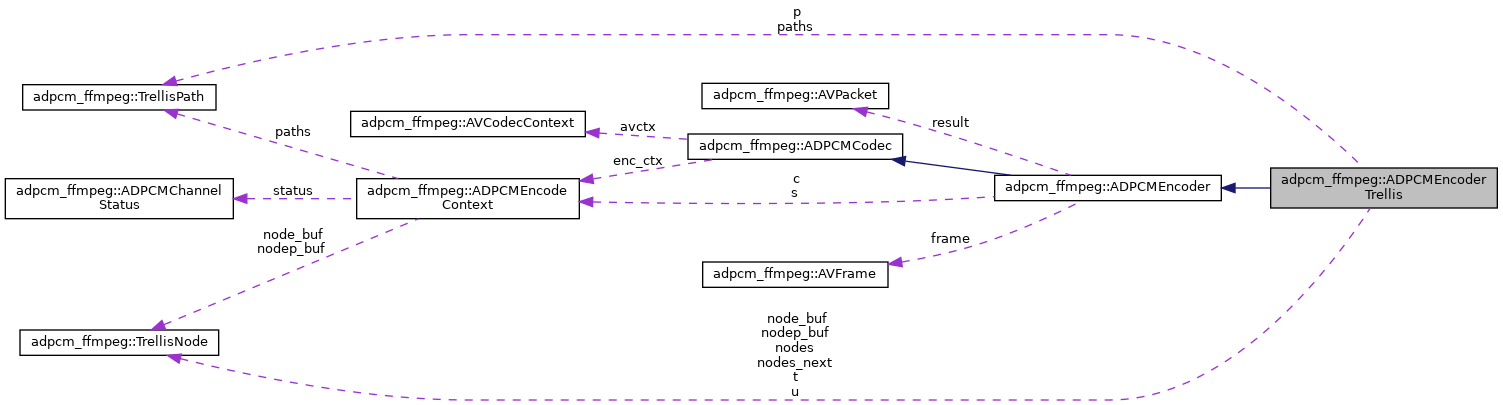 p
paths
adpcm_ffmpeg::TrellisPath
adpcm_ffmpeg::AVPacket
adpcm_ffmpeg::AVCodecContext
avctx
result
paths
adpcm_ffmpeg::ADPCMCodec
enc_ctx
adpcm_ffmpeg::ADPCMChannel
Status
status
adpcm_ffmpeg::ADPCMEncode
Context
c
s
adpcm_ffmpeg::ADPCMEncoder
adpcm_ffmpeg::ADPCMEncoder
Trellis
node_buf
nodep_buf
frame
adpcm_ffmpeg::AVFrame
adpcm_ffmpeg::TrellisNode
node_buf
nodep_buf
nodes
nodes_next
t
u